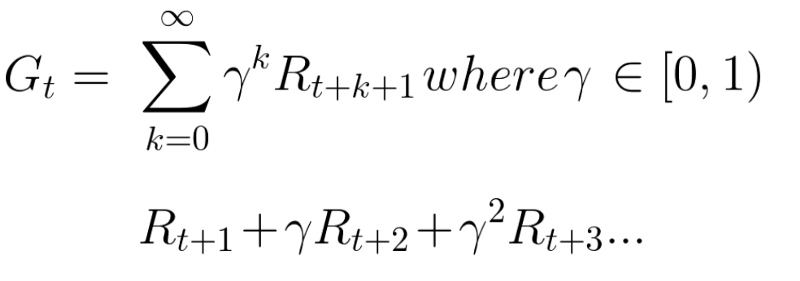 $G_t = \sum_{k=0}^{\infty} \gamma^k R_{t+k+1} where \gamma \in [0, 1)$
$R_{t+1} + \gamma R_{t+2} + \gamma^2 R_{t+3}...$